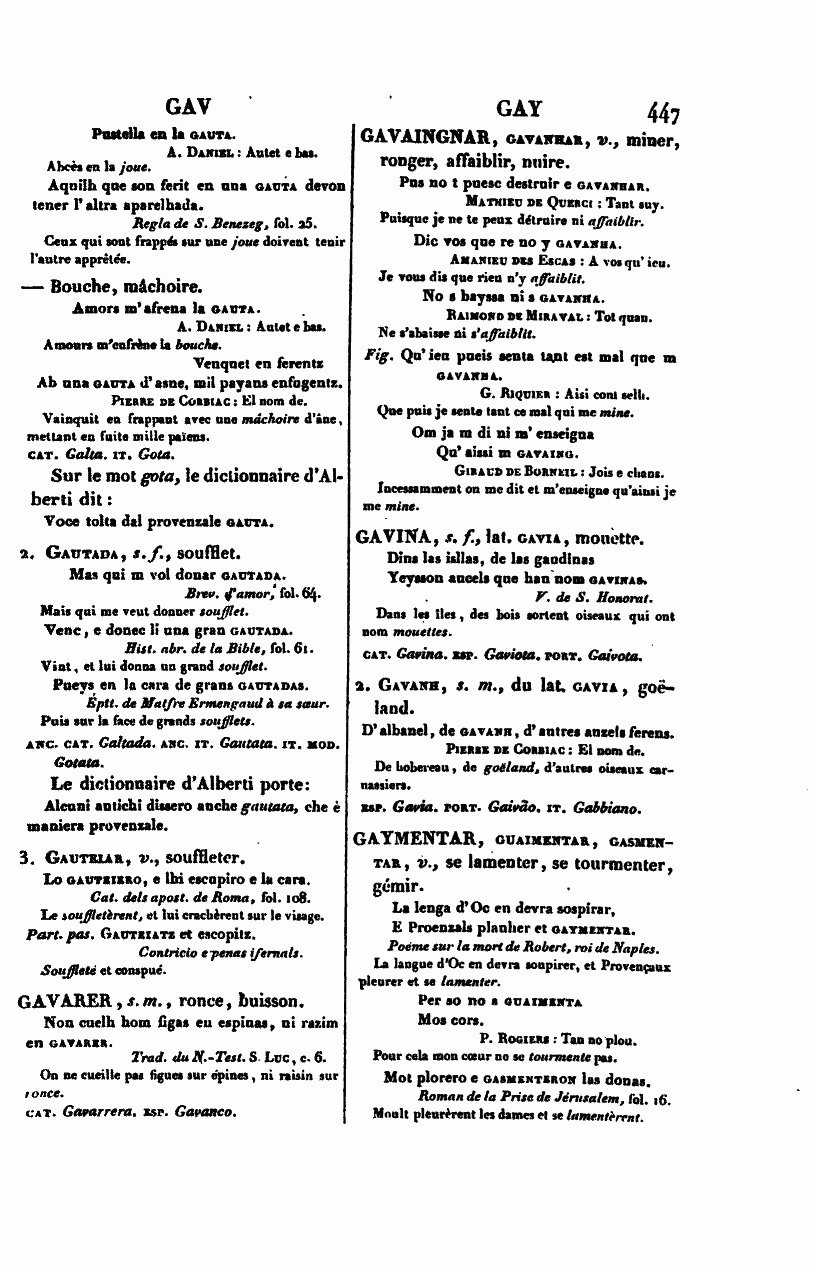 GAV
GAY 447
Pustella en la GAUTA.
A. DANIEL : Autet e bas.
Abcès en la joue.
Aquilh que son ferit en una GAUTA devon
tener l'altra aparelhada.
Regla de S. Benezeg, fol. 25.
Ceux qui sont frappés sur une joue doivent tenir
l'autre apprêtée.
— Bouche, mâchoire.
Amors m'afrena la GAUTA.
A. DANIEL : Autet e bas.
Amours m'enfrène la bouche.
Venquet en ferentz
Ab una GAUTA d'asne, mil payans enfugentz.
PIERRE DE CORBIAC : El nom de.
Vainquit en frappant avec une mâchoire d'âne,
mettant en fuite mille païens.
CAT. Galta. IT. Gota.
Sur le mot gota, le dictionnaire d'Al-
berti dit :
Voce tolta dal provenzale GAUTA.
2. GAUTADA, s. f., soufflet.
Mas qui m vol donar GAUTADA.
Brev. d'amor, fol. 64.
Mais qui me veut donner soufflet.
Venc, e donec li una gran GAUTADA.
Hist. abr. de la Bible, fol. 61.
Vint, et lui donna un grand soufflet.
Pueys en la cara de grans GAUTADAS.
Épît. de Matfre Ermengaud à sa sœur.
Puis sur la face de grands soufflets.
ANC. CAT. Galtada. ANC. IT. Gautata. IT. MOD.
Gotata.
Le dictionnaire d'Alberti porte:
Alcuni antichi dissero anche gautata, che è
maniera provenzale.
3. GAUTEIAR, v., souffleter.
Lo GAUTEIERO, e lhi escupiro e la cara.
Cat. dels apost. de Roma, fol. 108.
Le souffletèrent, et lui crachèrent sur le visage.
Part. pas. GAUTEIATZ et escopitz.
Contricio e penas ifernals.
Souffleté et conspué.
GAVARER, s. m., ronce, buisson.
Non cuelh hom figas en espinas, ni razim
en GAVARER.
Trad. du N.-Test. S. LUC, c. 6.
On ne cueille pas figues sur épines, ni raisin sur
ronce.
CAT. Gavarrera. ESP. Gavanco.
GAVAINGNAR, GAVANHAR, v., miner,
ronger, affaiblir, nuire.
Pus no t puesc destruir e GAVANHAR.
MATHIEU DE QUERCI : Tant suy.
Puisque je ne te peux détruire ni affaiblir.
Dic vos que re no y GAVANHA.
AMANIEU DES ESCAS : A vos qu' ieu.
Je vous dis que rien n'y affaiblit.
No s bayssa ni s GAVANHA.
RAIMOND DE MIRAVAL : Tot quan.
Ne s'abaisse ni s'affaiblit.
Fig. Qu'ieu pueis senta tant est mal que m
GAVANHA.
G. RIQUIER : Aisi com selh.
Que puis je sente tant ce mal qui me mine.
Om ja m di ni m' enseigna
Qu' aissi m GAVAING.
GIRAUD DE BORNEIL : Jois e chans.
Incessamment on me dit et m'enseigne qu'ainsi je
me mine.
GAVINA, s. f., lat. GAVIA, mouette.
Dins las islas, de las gaudinas
Yeysson aucels que han nom GAVINAS.
V. de S. Honorat.
Dans les îles, des bois sortent oiseaux qui ont
nom mouettes.
CAT. Gavina. ESP. Gaviota. PORT. Gaivota.
2. GAVANH, s. m., du lat. GAVIA, goë-
land.
D'albanel, de GAVANH, d'autres auzels ferens.
PIERRE DE CORBIAC : El nom de.
De hobereau, de goëland, d'autres oiseaux car-
nassiers.
ESP. Gavia. PORT. Gaivão. IT. Gabbiano.
GAYMENTAR, GUAIMENTAR, GASMEN-
TAR, v., se lamenter, se tourmenter,
gémir.
La lenga d'Oc en devra sospirar,
E Proenzals planher et GAYMENTAR.
Poëme sur la mort de Robert, roi de Naples.
La langue d'Oc en devra soupirer, et Provençaux
pleurer et se lamenter.
Per so no s GUAIMENTA
Mos cors.
P. ROGIERS : Tan no plou.
Pour cela mon cœur ne se tourmente pas.
Mot plorero e GASMENTERON las donas.
Roman de la Prise de Jérusalem, fol. 16.
Moult pleurèrent les dames et se lamentèrent.